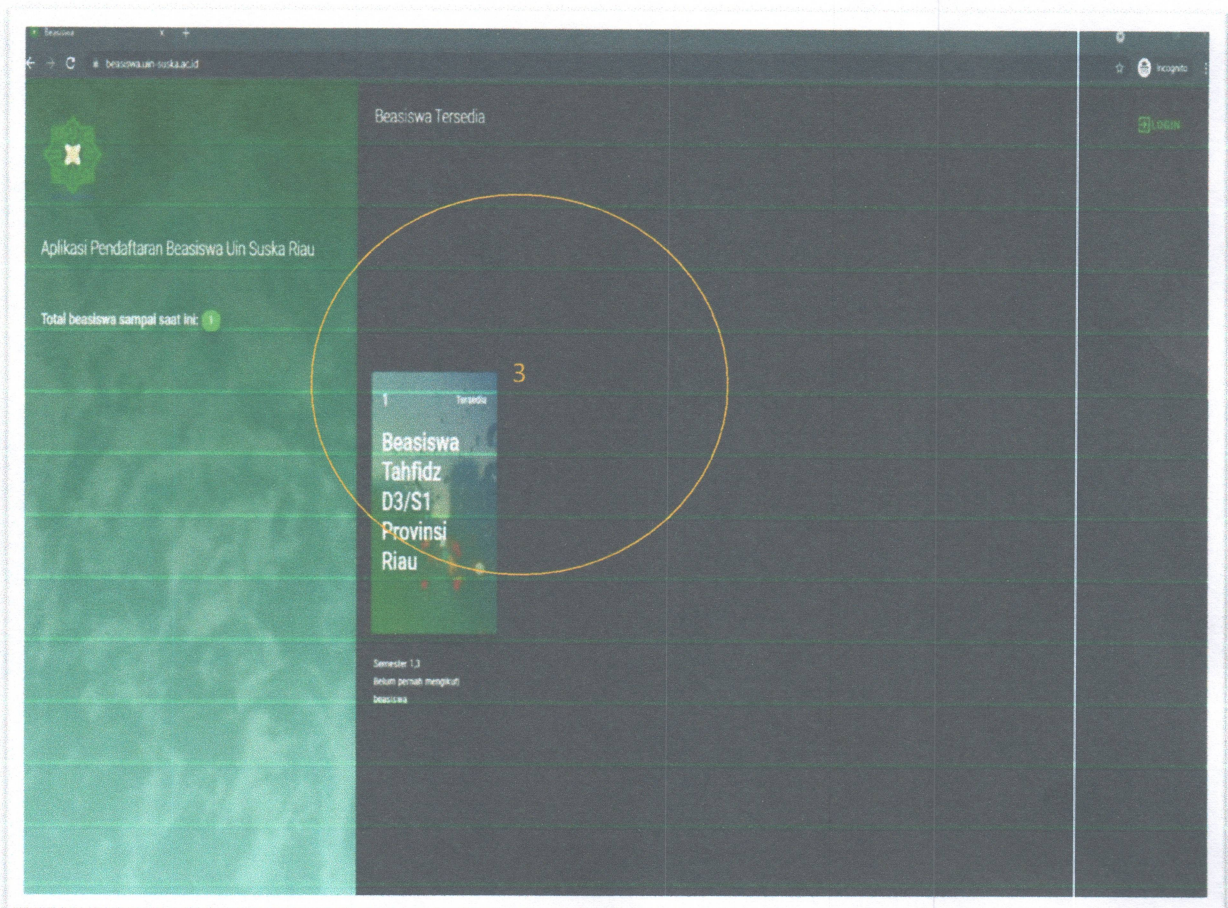 Beasiswa
beasiswa.uin-suska.ac.id
Incognito
Beasiswa Tersedia
LOGIN
Aplikasi Pendaftaran Beasiswa Uin Suska Riau
Total beasiswa sampai saat ini: 1
3
1 Tersedia
Beasiswa
Tahfidz
D3/S1
Provinsi
Riau
Semester 1,3
Belum pernah mengikuti
beasiswa